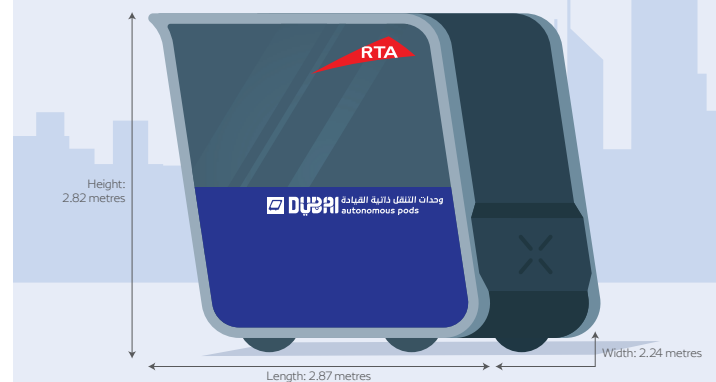 RTA
Height:
2.82 metres
DUBAI
وحدات التنقل ذاتية القيادة
autonomous pods
Width: 2.24 metres
Length: 2.87 metres